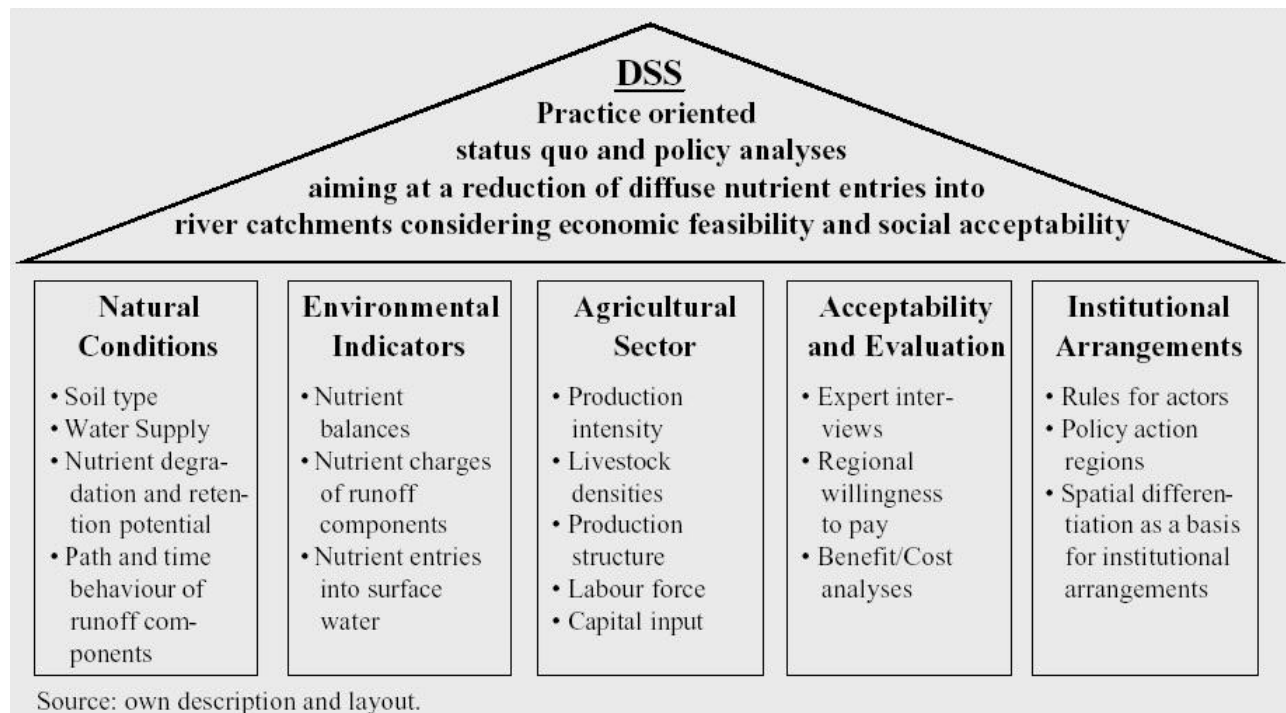 DSS
Practice oriented
status quo and policy analyses
aiming at a reduction of diffuse nutrient entries into
river catchments considering economic feasibility and social acceptability
Natural
Conditions
• Soil type
• Water Supply
• Nutrient degra-
dation and reten-
tion potential
• Path and time
behaviour of
runoff com-
ponents
Environmental
Indicators
• Nutrient
balances
• Nutrient charges
of runoff
components
• Nutrient entries
into surface
water
Agricultural
Sector
• Production
intensity
• Livestock
densities
• Production
structure
• Labour force
• Capital input
Acceptability
and Evaluation
• Expert inter-
views
• Regional
willingness
to pay
• Benefit/Cost
analyses
Institutional
Arrangements
• Rules for actors
• Policy action
regions
• Spatial differen-
tiation as a basis
for institutional
arrangements
Source: own description and layout.